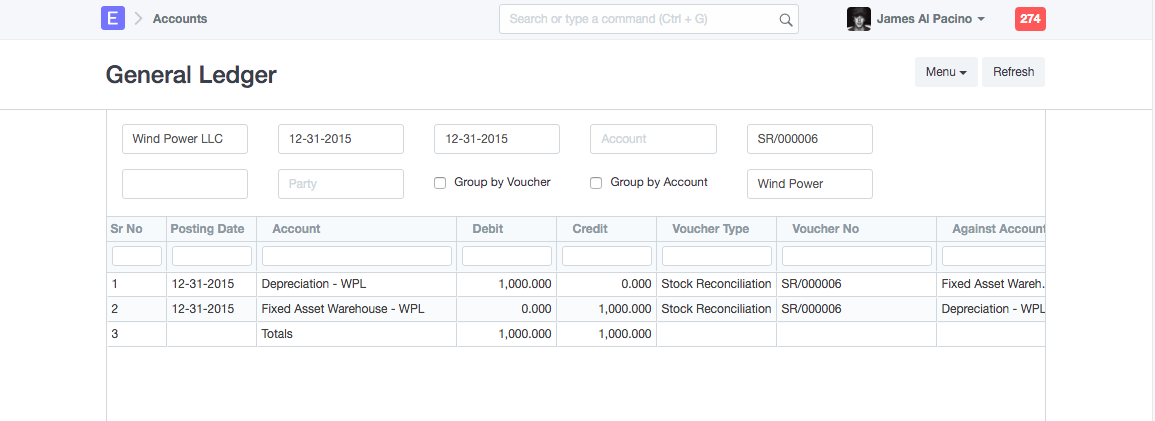 E Accounts Search or type a command (Ctrl + G) James Al Pacino 274
General Ledger Menu Refresh
Wind Power LLC 12-31-2015 12-31-2015 Account SR/000006
Party Group by Voucher Group by Account Wind Power
Sr No Posting Date Account Debit Credit Voucher Type Voucher No Against Account
1 12-31-2015 Depreciation - WPL 1,000.000 0.000 Stock Reconciliation SR/000006 Fixed Asset Wareh.
2 12-31-2015 Fixed Asset Warehouse - WPL 0.000 1,000.000 Stock Reconciliation SR/000006 Depreciation - WPL
3 Totals 1,000.000 1,000.000